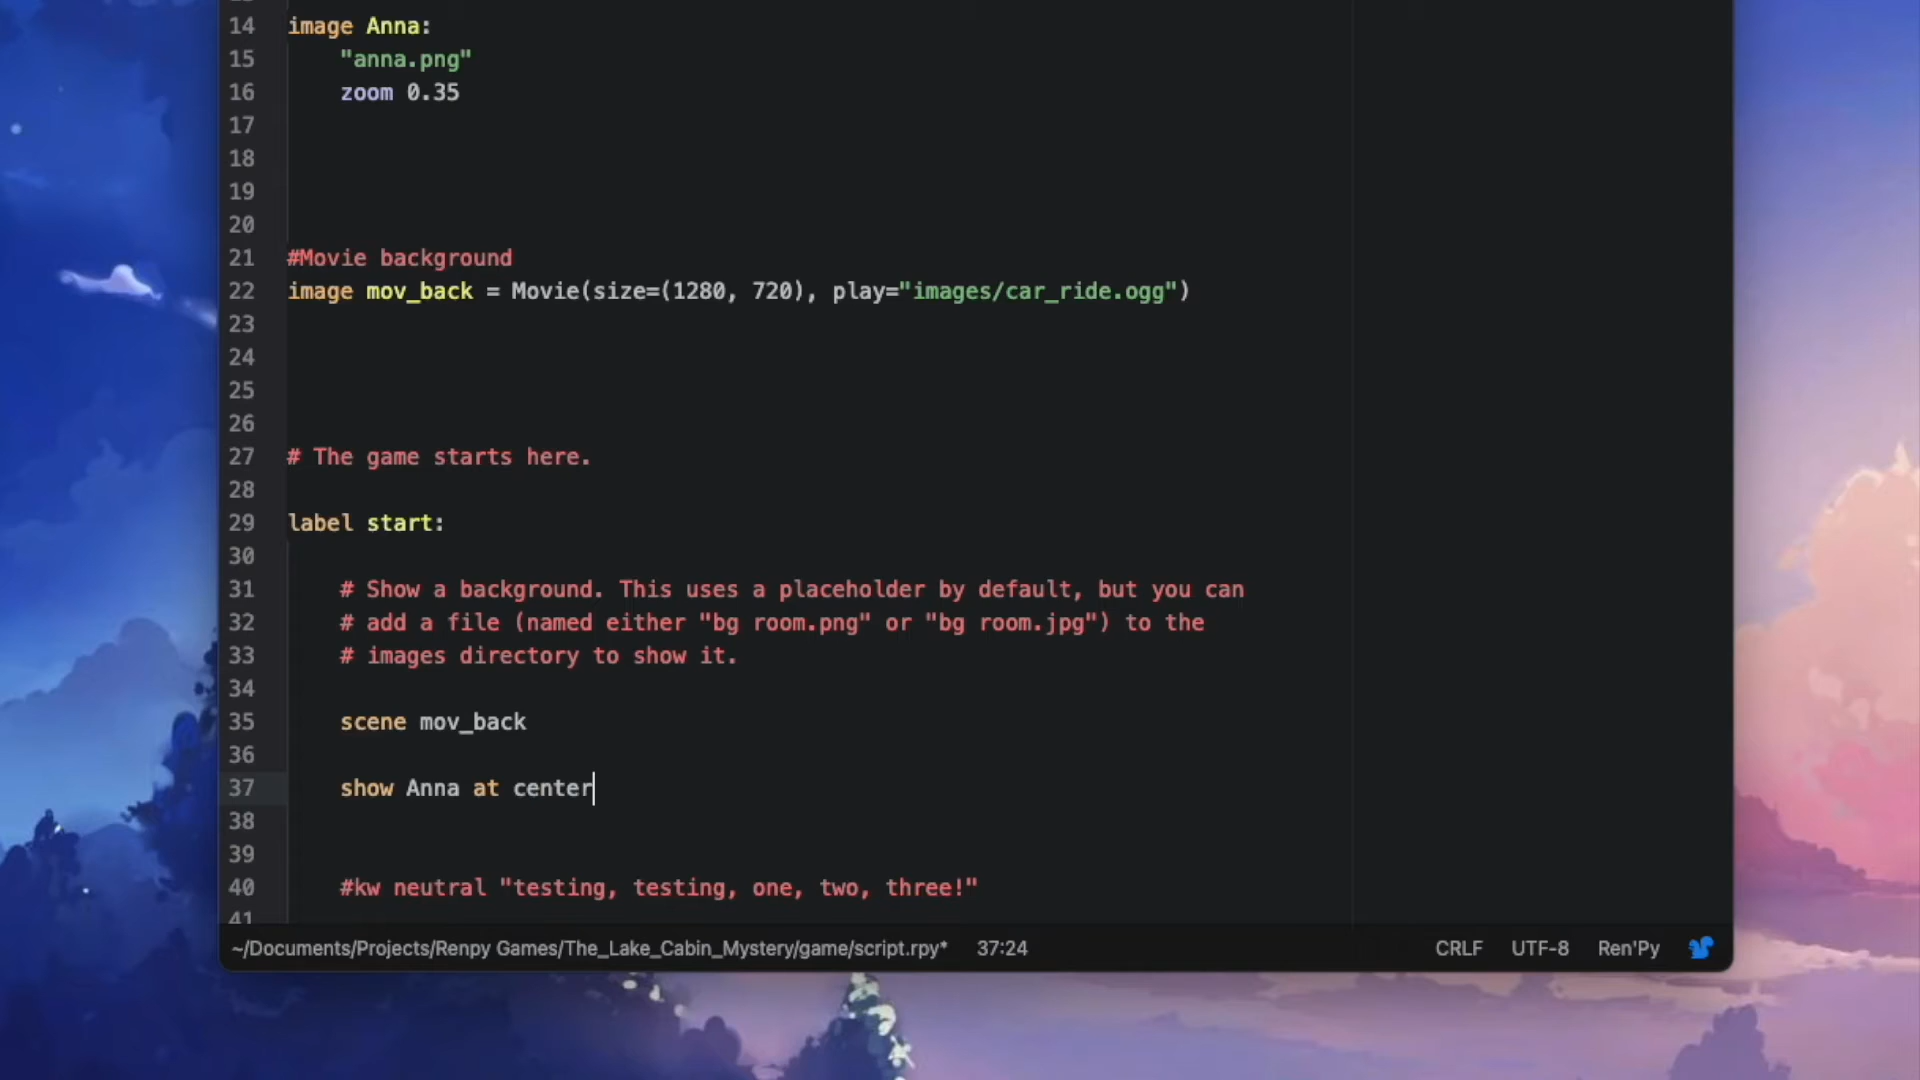 14 image Anna:
15 "anna.png"
16 zoom 0.35
17
18
19
20
21 #Movie background
22 image mov_back = Movie(size=(1280, 720), play="images/car_ride.ogg")
23
24
25
26
27 # The game starts here.
28
29 label start:
30
31 # Show a background. This uses a placeholder by default, but you can
32 # add a file (named either "bg room.png" or "bg room.jpg") to the
33 # images directory to show it.
34
35 scene mov_back
36
37 show Anna at center
38
39
40 #kw neutral "testing, testing, one, two, three!"
41
~/Documents/Projects/Renpy Games/The_Lake_Cabin_Mystery/game/script.rpy* 37:24 CRLF UTF-8 Ren'Py